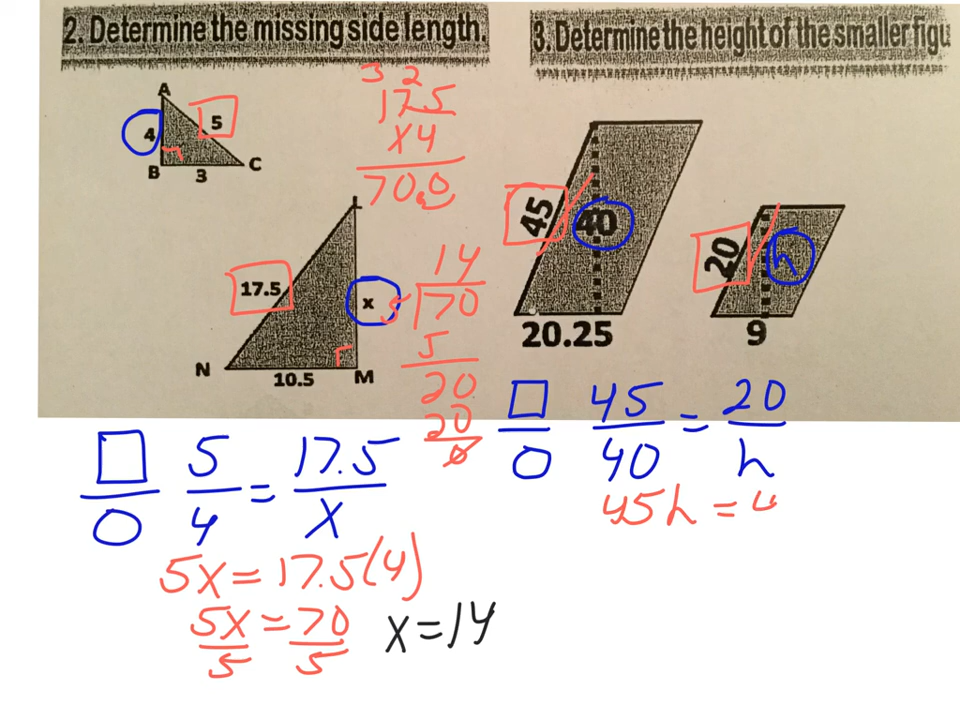 2. Determine the missing side length.
A
4
5
B
3
C
L
17.5
x
N
10.5
M
3 2
17.5
x4
70.0
14
5 70
5
20
20
0
□ 5 = 17.5
O 4 X
5x = 17.5(4)
5x = 70
5 5
x = 14
3. Determine the height of the smaller figu
45
40
20.25
20
h
9
□ 45 = 20
O 40 h
45h = 4